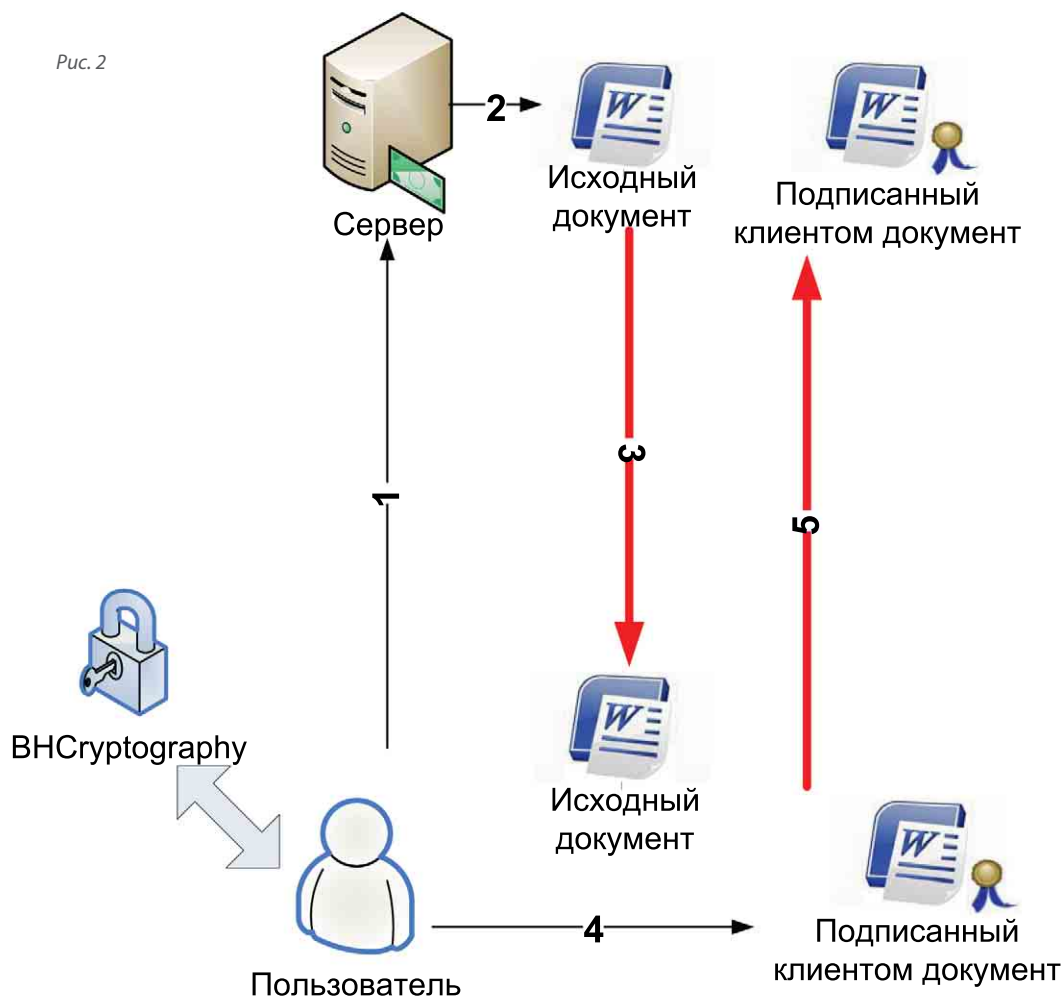 Рис. 2
2
Сервер
Исходный
документ
Подписанный
клиентом документ
1
3
5
BHCryptography
Исходный
документ
4
Пользователь
Подписанный
клиентом документ